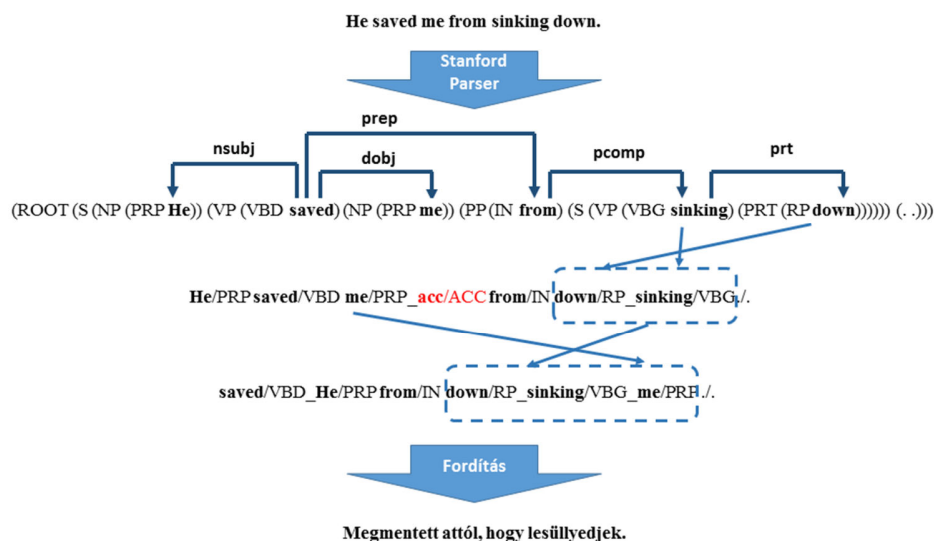 He saved me from sinking down.
Stanford
Parser
prep
nsubj
dobj
pcomp
prt
(ROOT (S (NP (PRP He)) (VP (VBD saved) (NP (PRP me)) (PP (IN from) (S (VP (VBG sinking) (PRT (RP down)))))) (. .)))
He/PRP saved/VBD me/PRP_acc/ACC from/IN down/RP_sinking/VBG ./.
saved/VBD_He/PRP from/IN down/RP_sinking/VBG_me/PRP ./.
Fordítás
Megmentett attól, hogy lesüllyedjek.